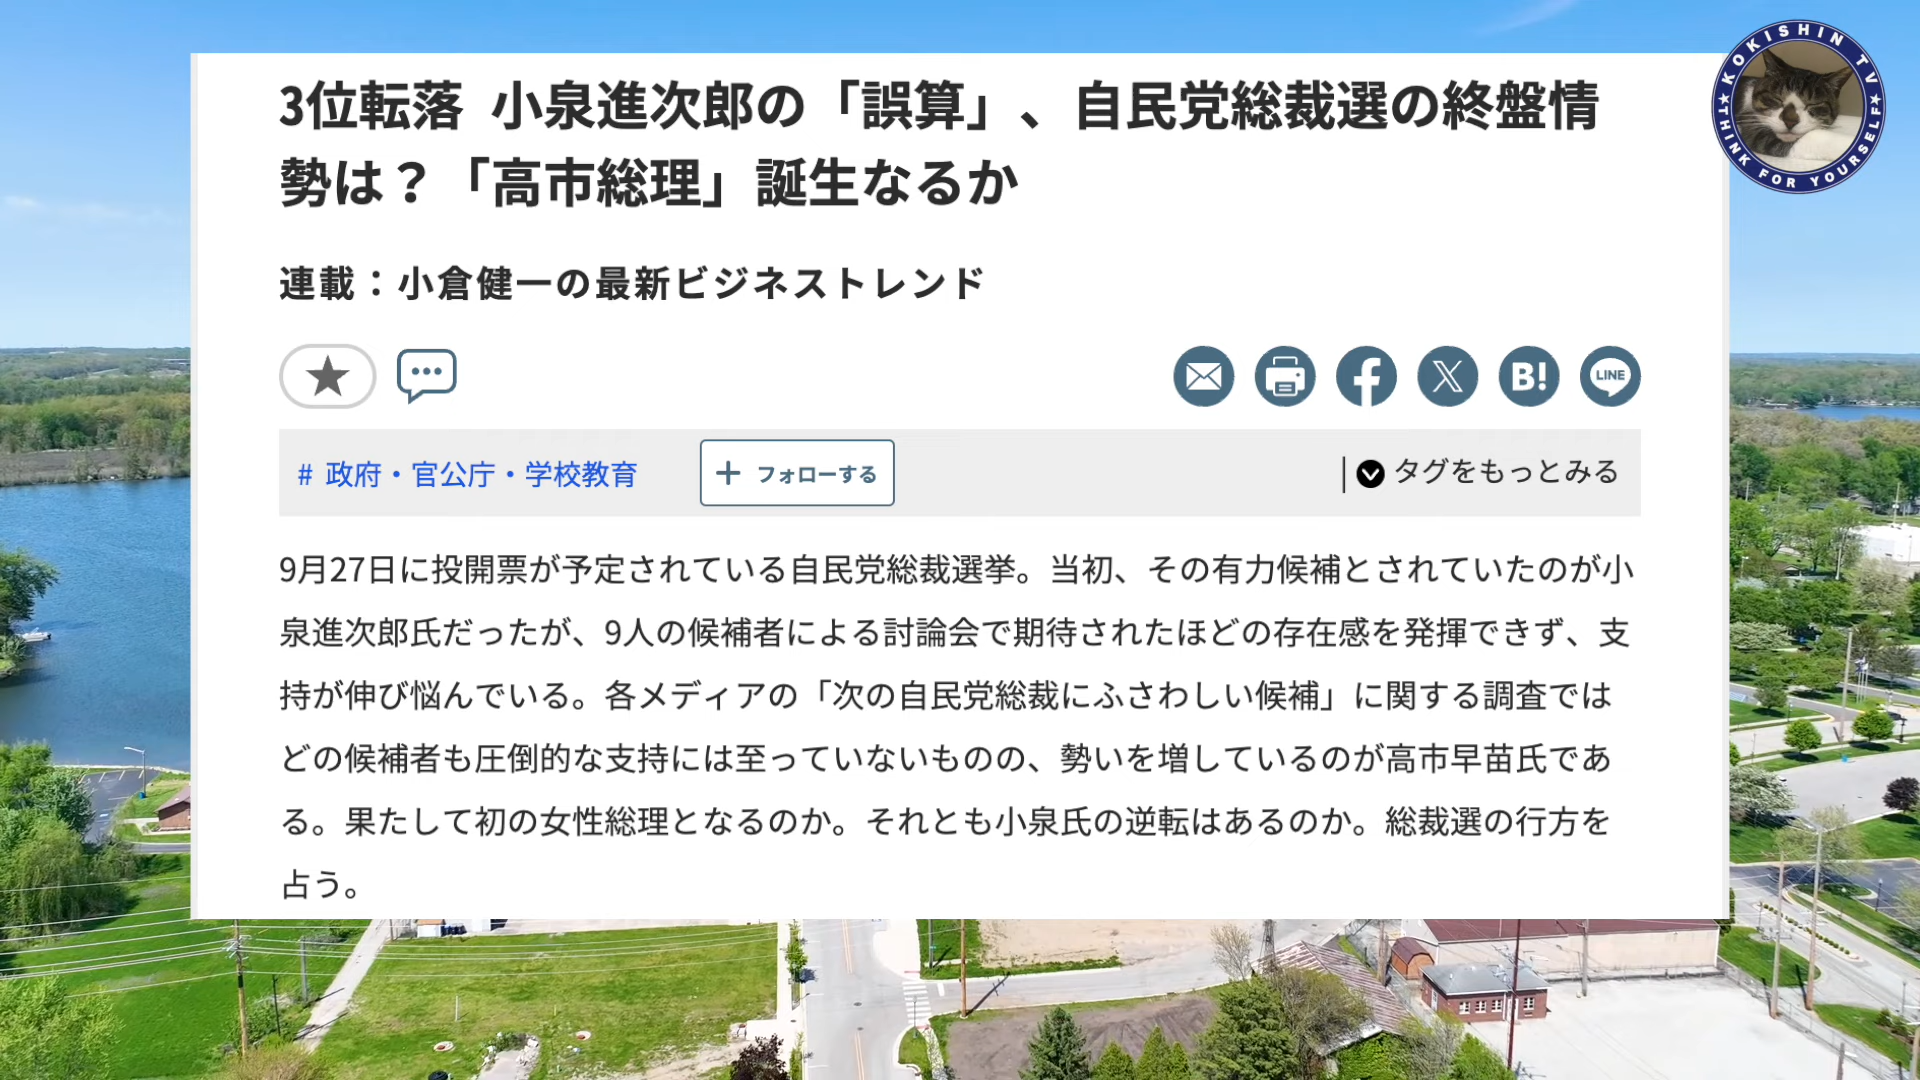 3位転落 小泉進次郎の「誤算」、自民党総裁選の終盤情
勢は？「高市総理」誕生なるか
連載：小倉健一の最新ビジネストレンド
B!
LINE
# 政府・官公庁・学校教育
＋ フォローする
タグをもっとみる
9月27日に投開票が予定されている自民党総裁選挙。当初、その有力候補とされていたのが小
泉進次郎氏だったが、9人の候補者による討論会で期待されたほどの存在感を発揮できず、支
持が伸び悩んでいる。各メディアの「次の自民党総裁にふさわしい候補」に関する調査では
どの候補者も圧倒的な支持には至っていないものの、勢いを増しているのが高市早苗氏であ
る。果たして初の女性総理となるのか。それとも小泉氏の逆転はあるのか。総裁選の行方を
占う。
KOKISHIN TV
THINK FOR YOURSELF